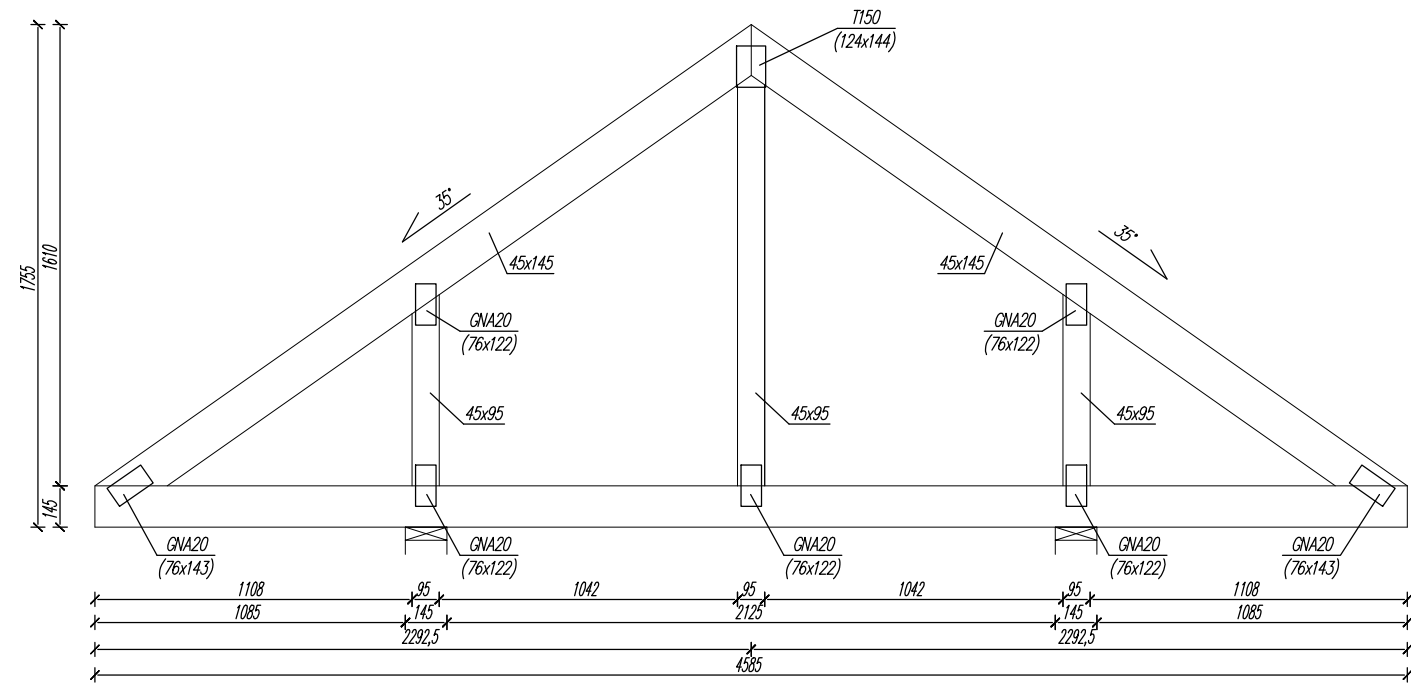 T150
(124x144)
35°
35°
1755
1610
145
45x145
45x145
GNA20
(76x122)
GNA20
(76x122)
45x95
45x95
45x95
GNA20
(76x143)
GNA20
(76x122)
GNA20
(76x122)
GNA20
(76x122)
GNA20
(76x143)
1108 95 1042 95 1042 95 1108
1085 145 2125 145 1085
2292,5 2292,5
4585